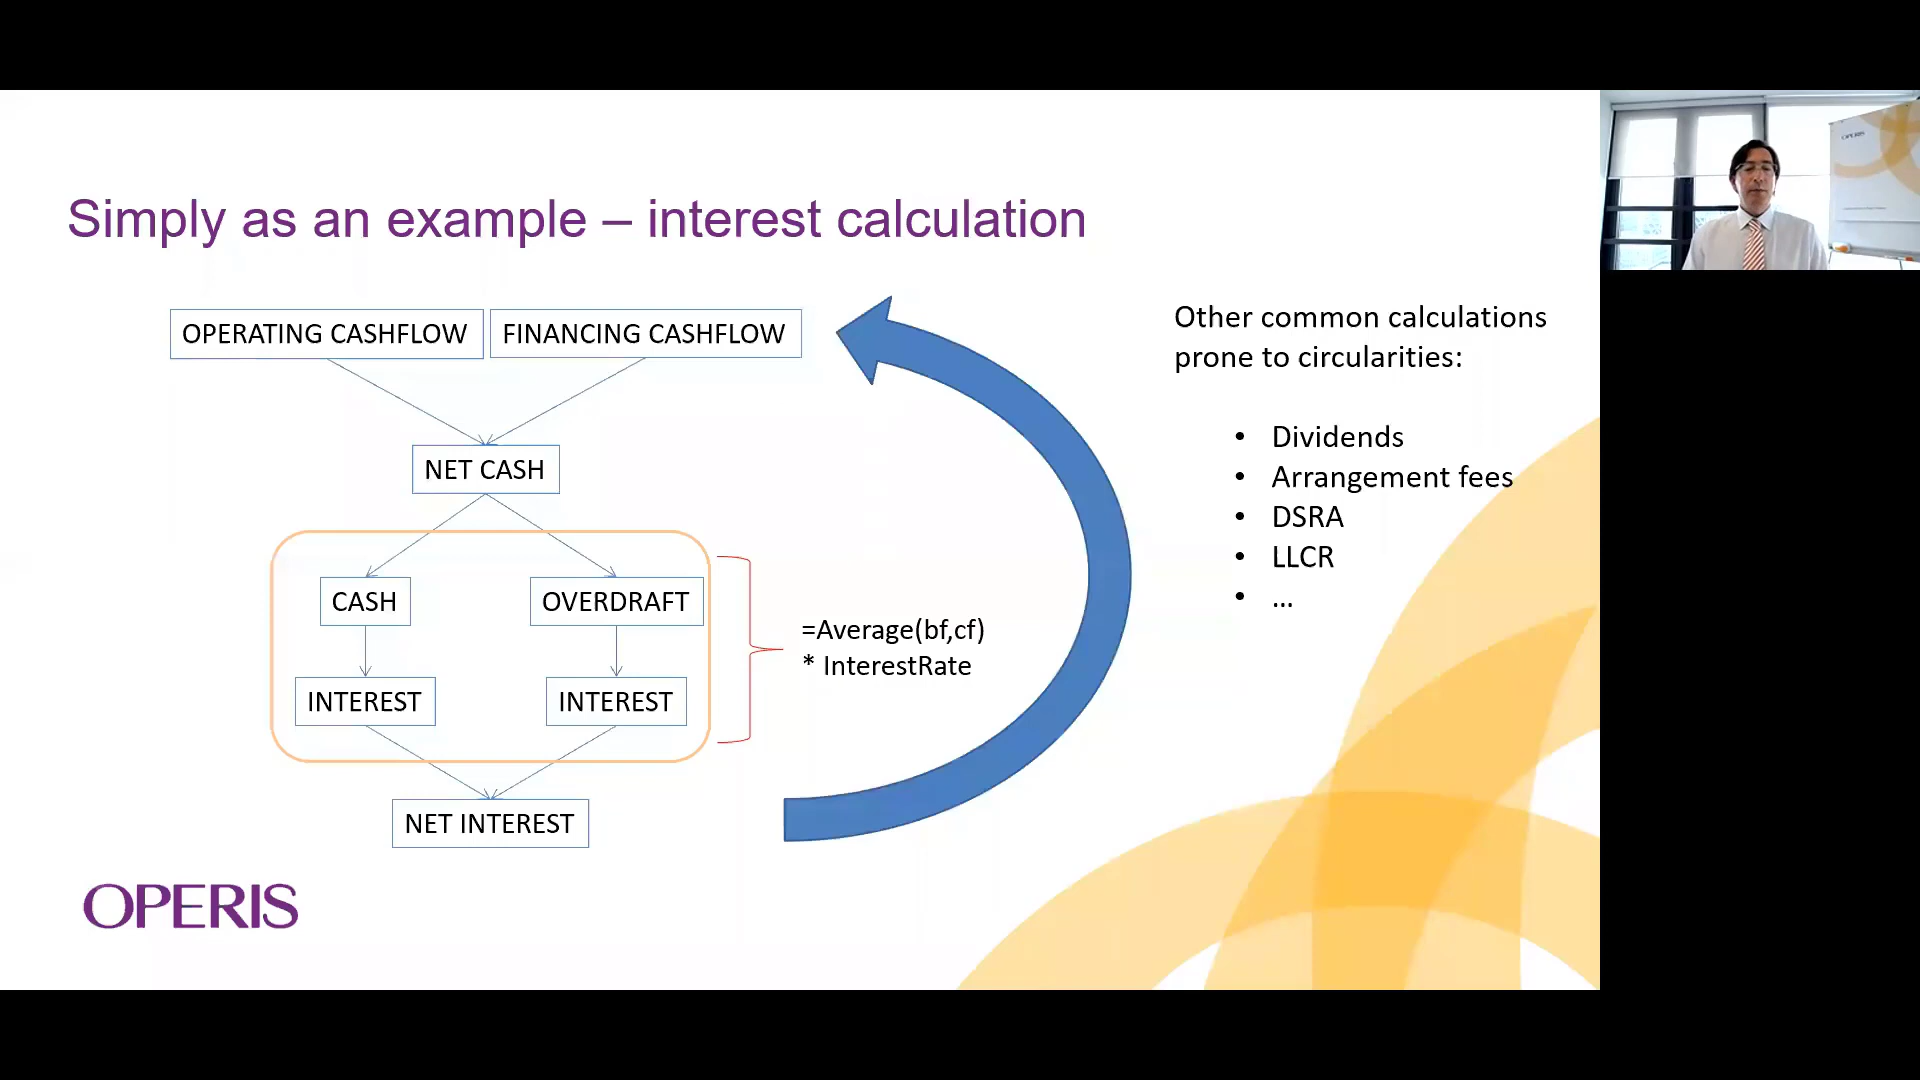 Simply as an example – interest calculation
OPERATING CASHFLOW
FINANCING CASHFLOW
NET CASH
CASH
OVERDRAFT
INTEREST
INTEREST
NET INTEREST
=Average(bf,cf)
* InterestRate
Other common calculations
prone to circularities:
• Dividends
• Arrangement fees
• DSRA
• LLCR
• ...
OPERIS
OPERIS